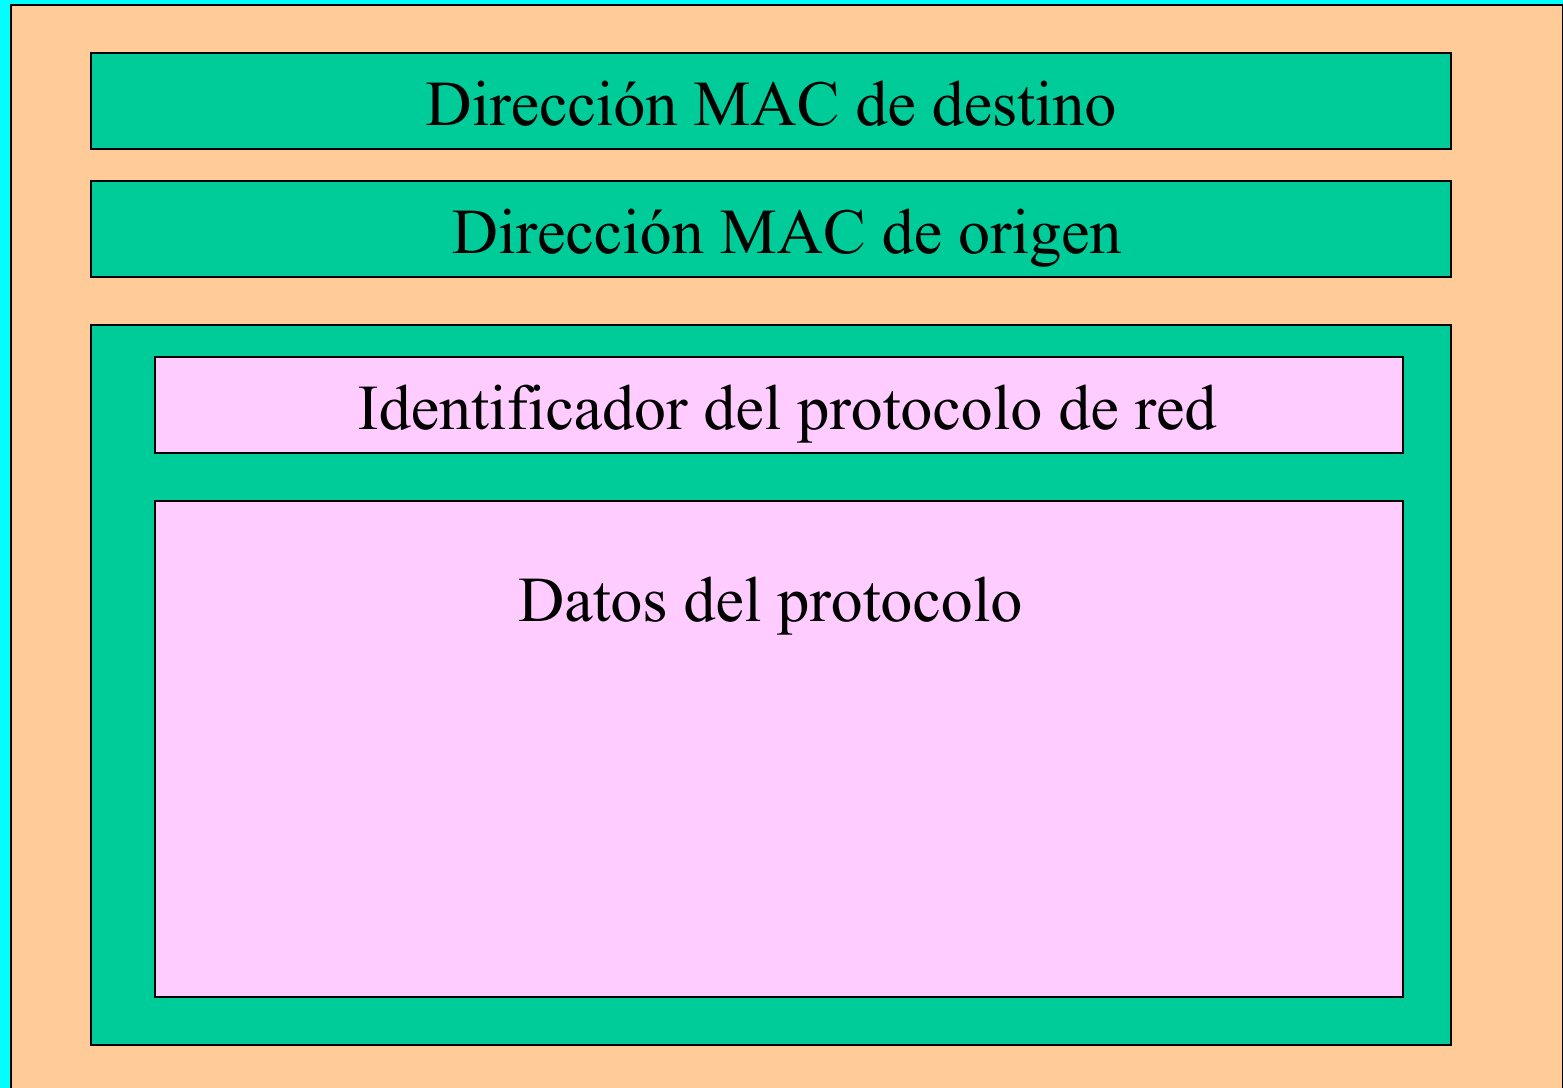 Dirección MAC de destino
Dirección MAC de origen
Identificador del protocolo de red
Datos del protocolo